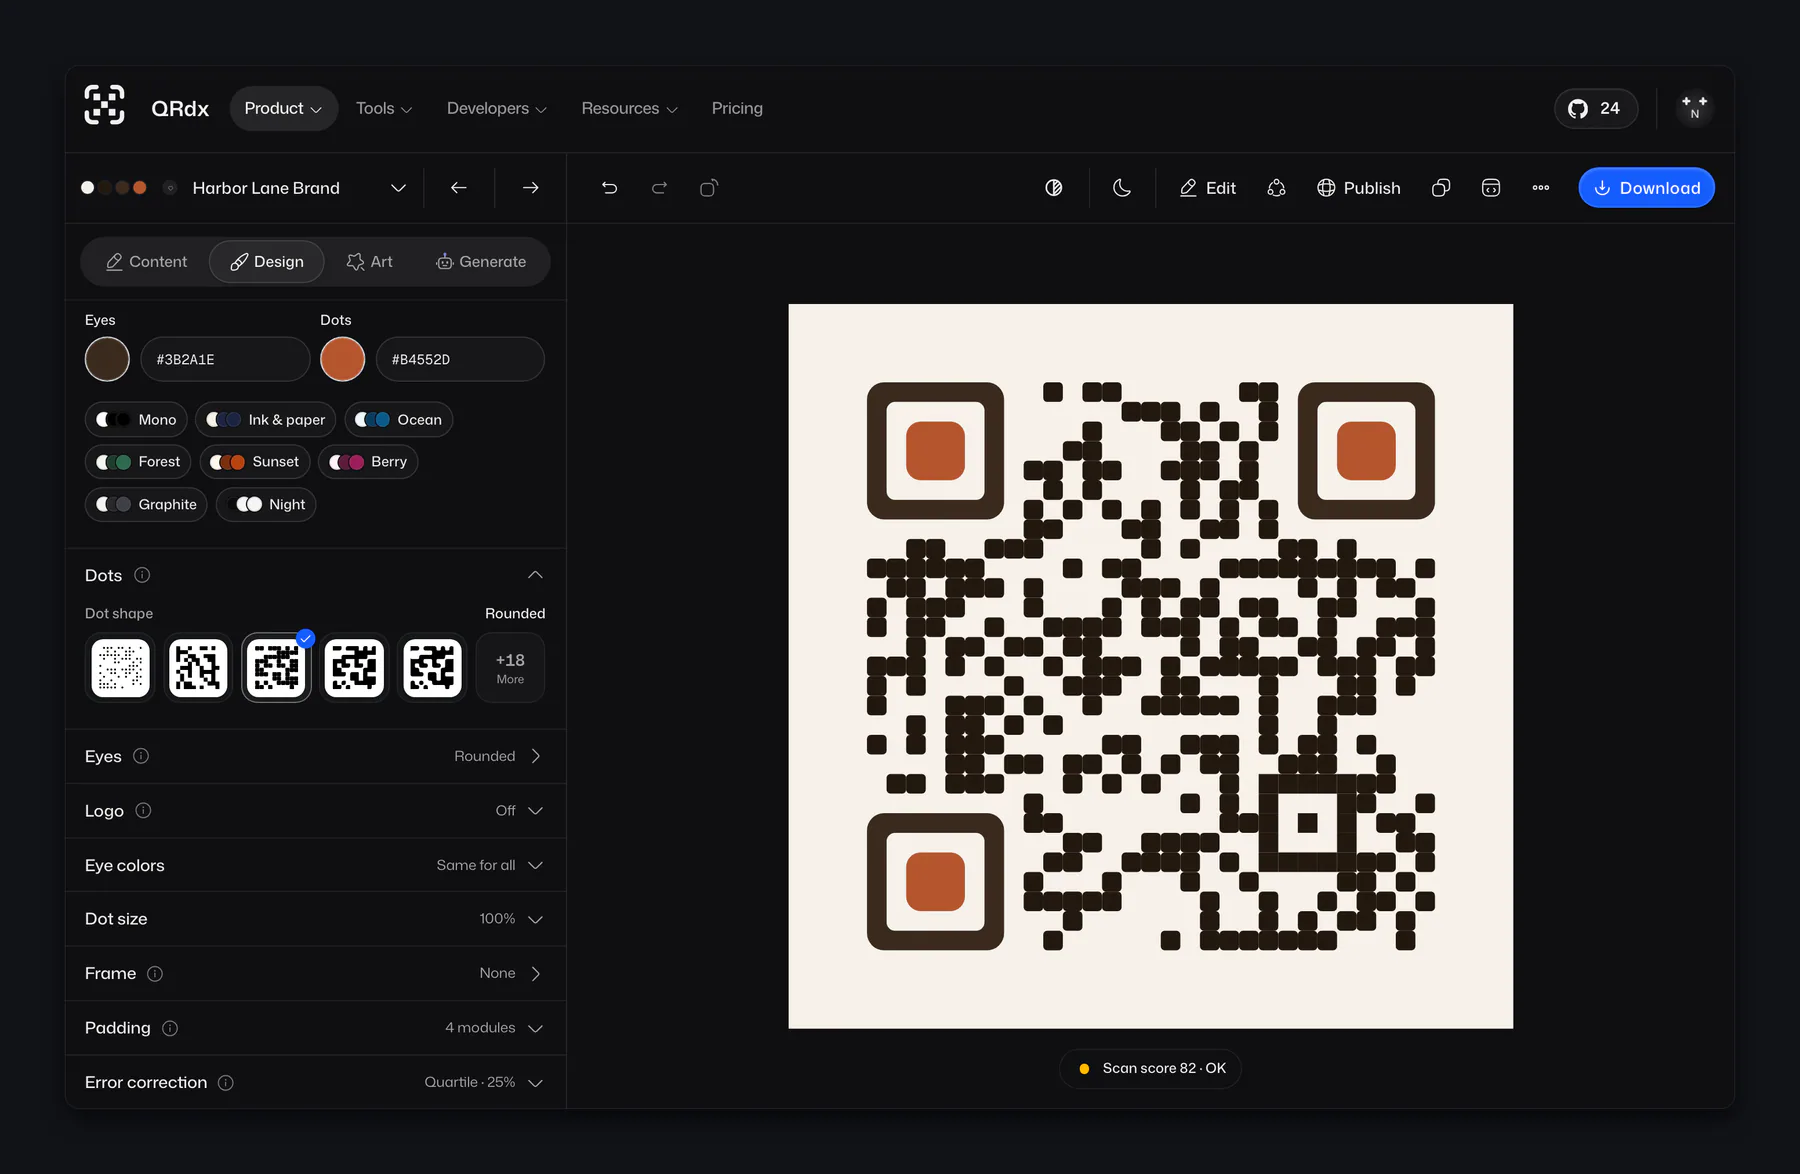 QRdx
Product
Tools
Developers
Resources
Pricing
24
N
Harbor Lane Brand
Edit
Publish
Download
Content
Design
Art
Generate
Eyes
Dots
#3B2A1E
#B4552D
Mono
Ink & paper
Ocean
Forest
Sunset
Berry
Graphite
Night
Dots
Dot shape
Rounded
+18
More
Eyes
Rounded
Logo
Off
Eye colors
Same for all
Dot size
100%
Frame
None
Padding
4 modules
Error correction
Quartile · 25%
Scan score 82 · OK